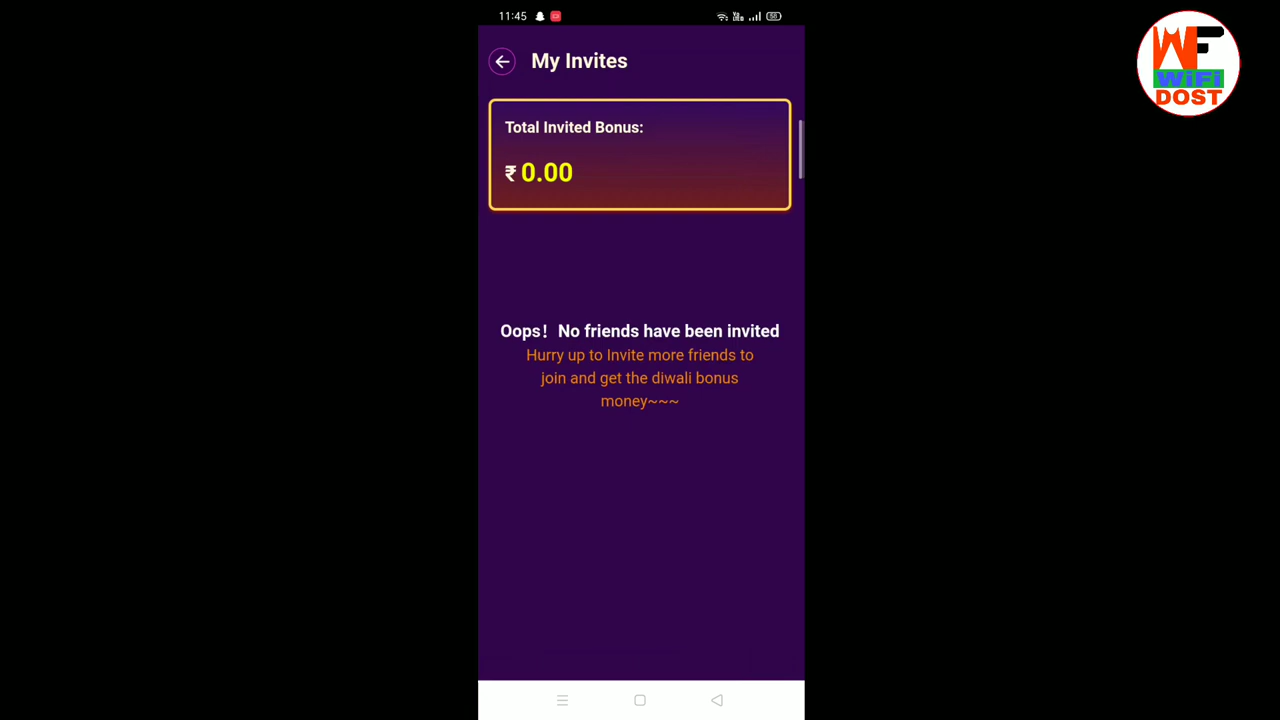 11:45
58
My Invites
Total Invited Bonus:
₹ 0.00
Oops! No friends have been invited
Hurry up to Invite more friends to
join and get the diwali bonus
money~~~
WF
WiFi
DOST